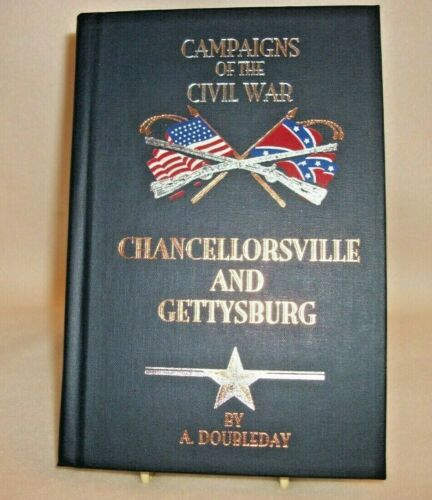 CAMPAIGNS
OF THE
CIVIL WAR
CHANCELLORSVILLE
AND
GETTYSBURG
BY
A. DOUBLEDAY